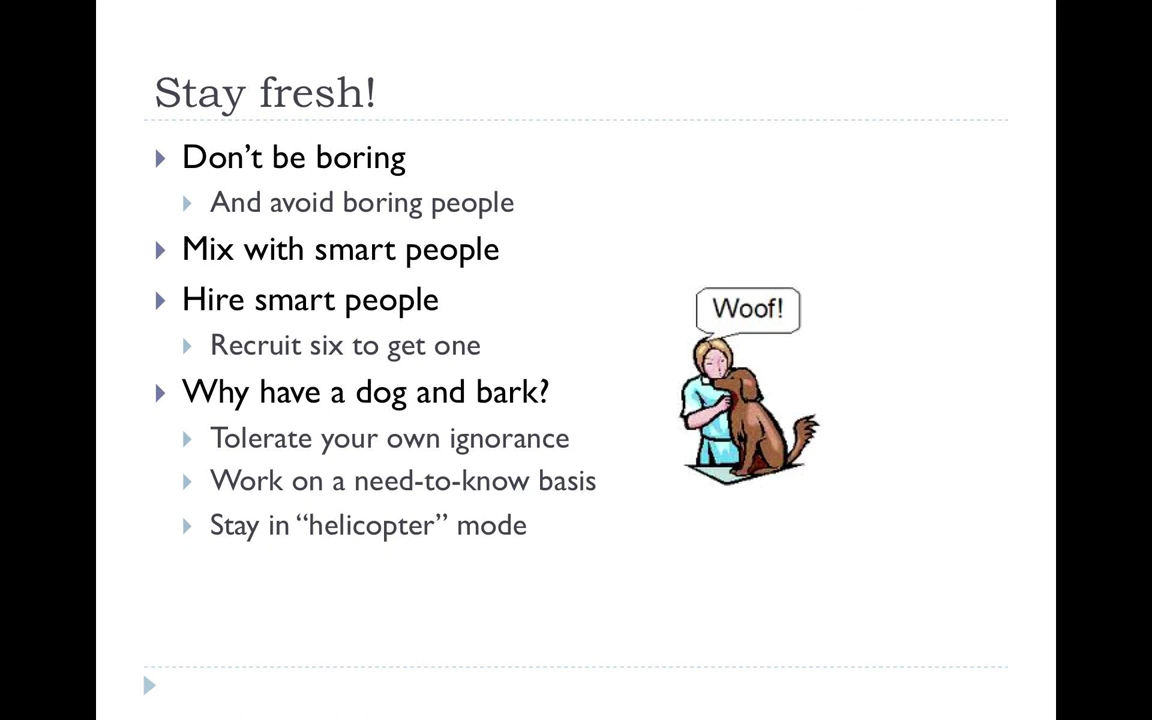 Stay fresh!
Don’t be boring
And avoid boring people
Mix with smart people
Hire smart people
Recruit six to get one
Why have a dog and bark?
Tolerate your own ignorance
Work on a need-to-know basis
Stay in “helicopter” mode
Woof!